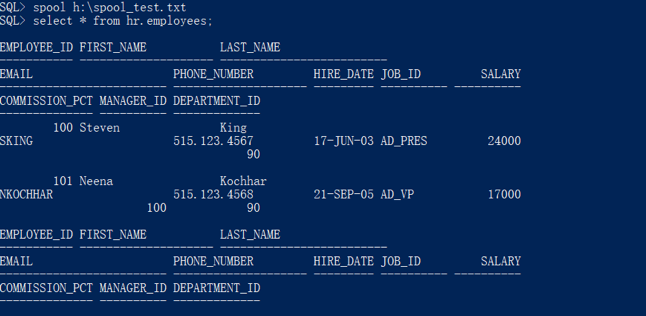 SQL> spool h:\spool_test.txt
SQL> select * from hr.employees;
EMPLOYEE_ID FIRST_NAME           LAST_NAME
----------- -------------------- -------------------------
EMAIL                     PHONE_NUMBER         HIRE_DATE JOB_ID         SALARY
------------------------- -------------------- --------- ---------- ----------
COMMISSION_PCT MANAGER_ID DEPARTMENT_ID
-------------- ---------- -------------
        100 Steven               King
SKING                     515.123.4567         17-JUN-03 AD_PRES         24000
                                     90
        101 Neena                Kochhar
NKOCHHAR                  515.123.4568         21-SEP-05 AD_VP           17000
                      100            90
EMPLOYEE_ID FIRST_NAME           LAST_NAME
----------- -------------------- -------------------------
EMAIL                     PHONE_NUMBER         HIRE_DATE JOB_ID         SALARY
------------------------- -------------------- --------- ---------- ----------
COMMISSION_PCT MANAGER_ID DEPARTMENT_ID
-------------- ---------- -------------